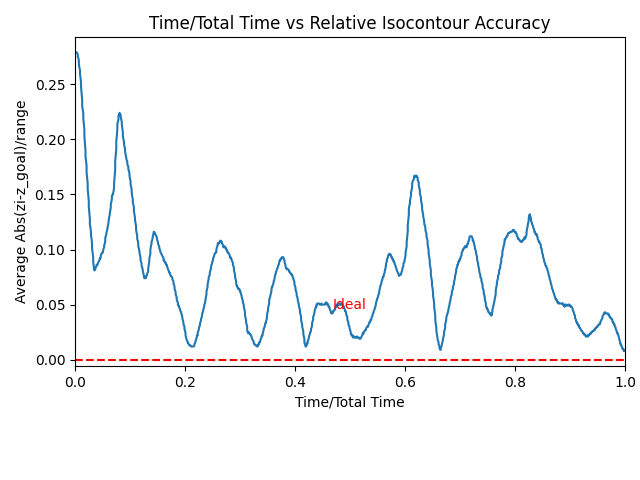 Time/Total Time vs Relative Isocontour Accuracy
Average Abs(zi-z_goal)/range
0.25
0.20
0.15
0.10
0.05
0.00
Ideal
0.0 0.2 0.4 0.6 0.8 1.0
Time/Total Time